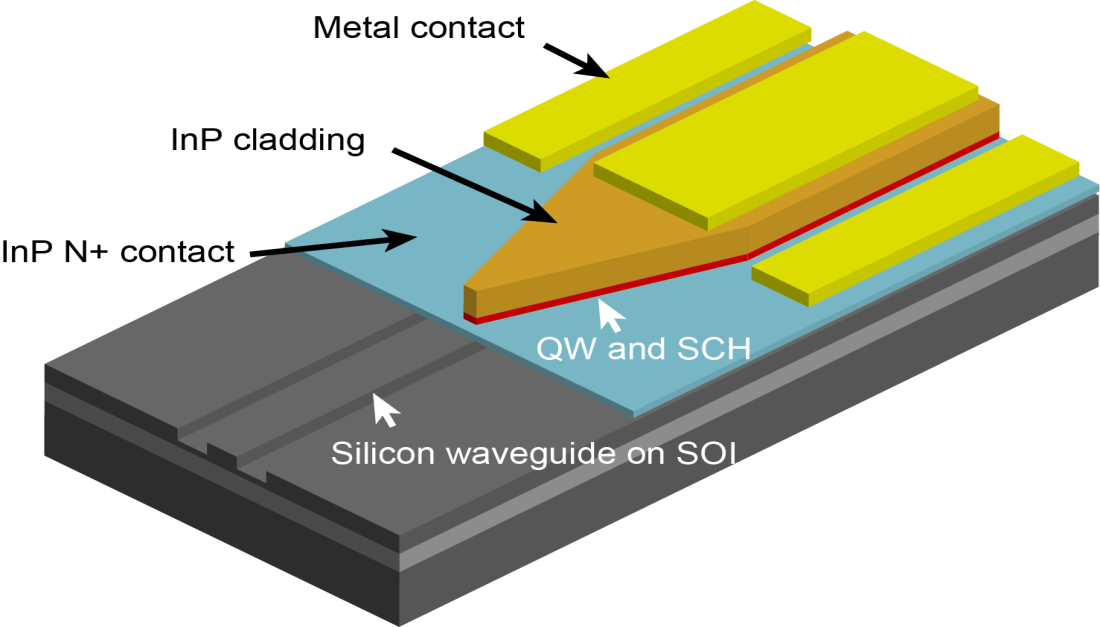 Metal contact
InP cladding
InP N+ contact
QW and SCH
Silicon waveguide on SOI